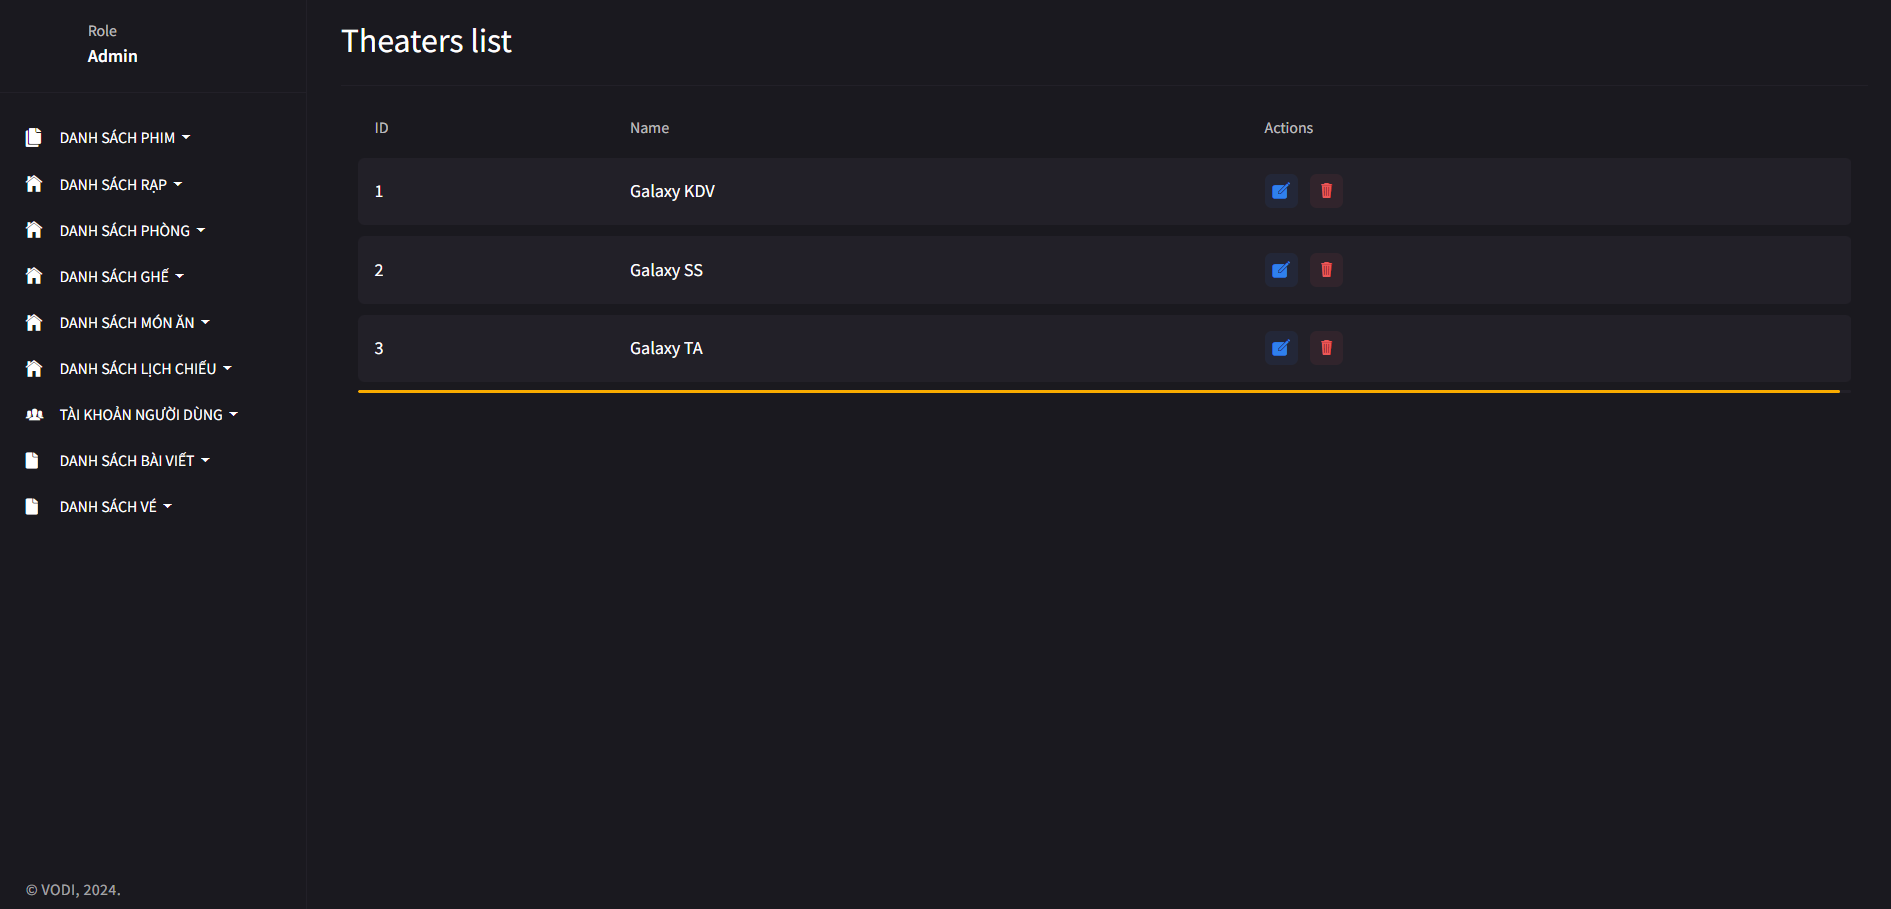 Role
Admin
DANH SÁCH PHIM
DANH SÁCH RẠP
DANH SÁCH PHÒNG
DANH SÁCH GHẾ
DANH SÁCH MÓN ĂN
DANH SÁCH LỊCH CHIẾU
TÀI KHOẢN NGƯỜI DÙNG
DANH SÁCH BÀI VIẾT
DANH SÁCH VÉ
© VODI, 2024.
Theaters list
ID Name Actions
1 Galaxy KDV
2 Galaxy SS
3 Galaxy TA